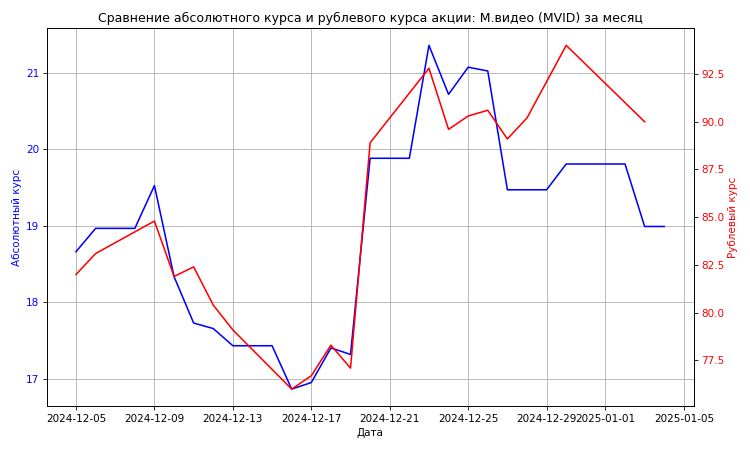 Сравнение абсолютного курса и рублевого курса акции: М.видео (MVID) за месяц
Абсолютный курс
21
20
19
18
17
92.5
90.0
87.5
85.0
82.5
80.0
77.5
Рублевый курс
2024-12-05 2024-12-09 2024-12-13 2024-12-17 2024-12-21 2024-12-25 2024-12-29 2025-01-01 2025-01-05
Дата